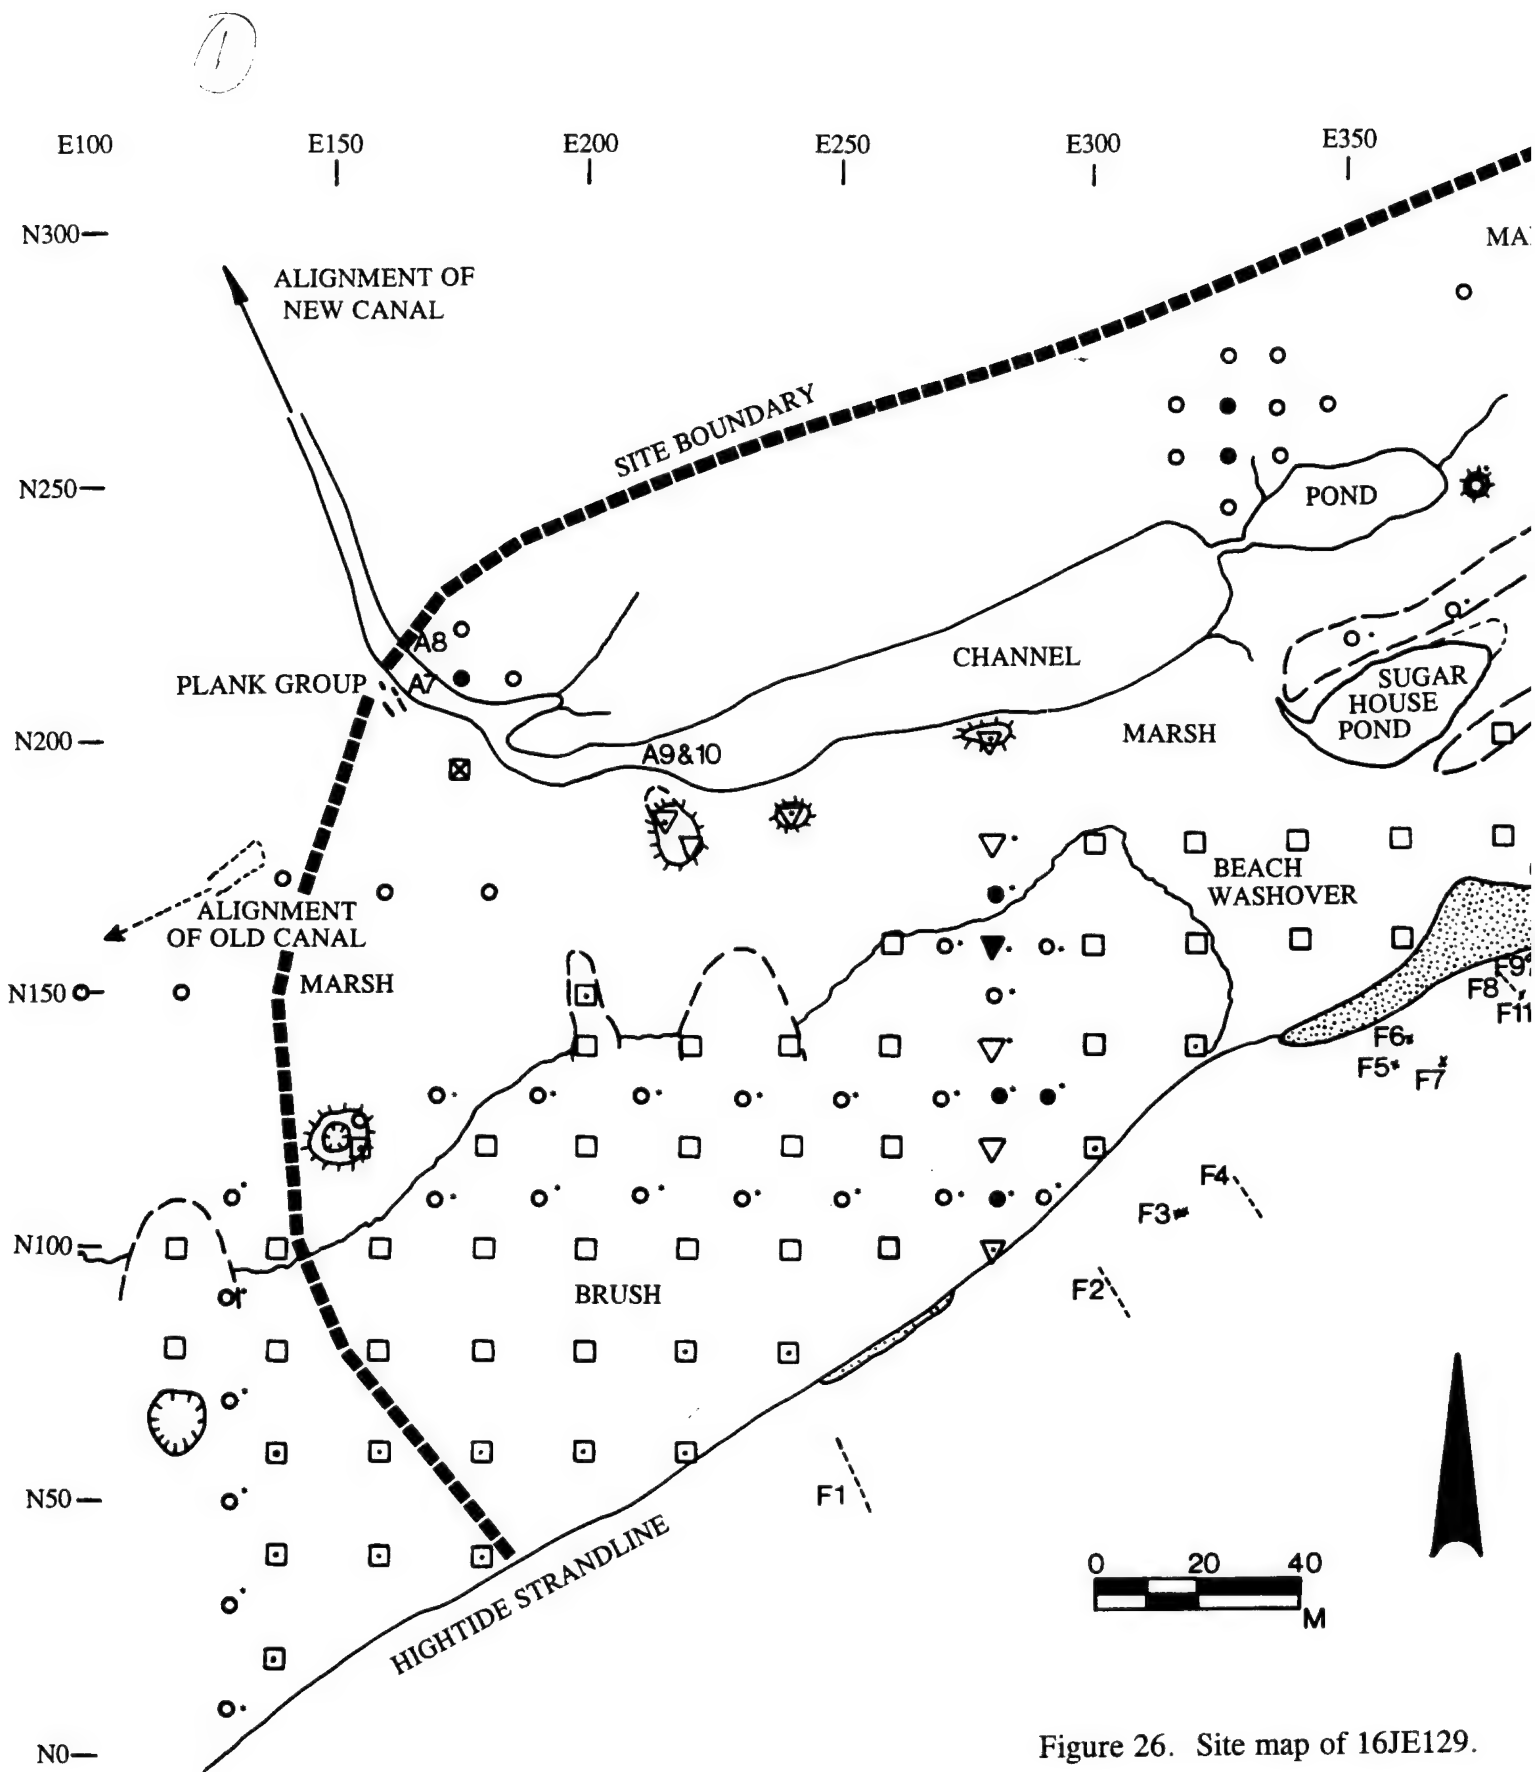 1
E100 E150 E200 E250 E300 E350
N300
MA
ALIGNMENT OF
NEW CANAL
SITE BOUNDARY
N250
POND
A8
CHANNEL
PLANK GROUP
A7
SUGAR
HOUSE
POND
N200
MARSH
A9&10
BEACH
WASHOVER
ALIGNMENT
OF OLD CANAL
F9
MARSH
N150
F8
F11
F6
F5
F7
F4
F3
N100
F2
BRUSH
F1
N50
HIGHTIDE STRANDLINE
0 20 40
M
N0
Figure 26. Site map of 16JE129.